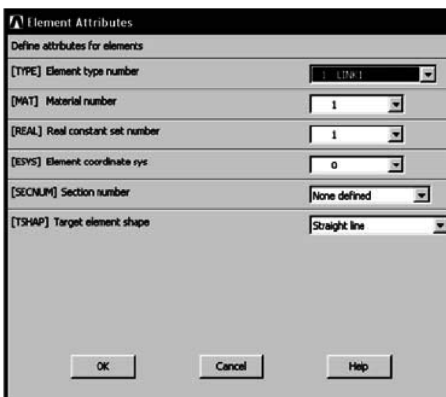 Element Attributes
Define attributes for elements
[TYPE] Element type number 1 LINK1
[MAT] Material number 1
[REAL] Real constant set number 1
[ESYS] Element coordinate sys 0
[SECNUM] Section number None defined
[TSHAP] Target element shape Straight line
OK Cancel Help